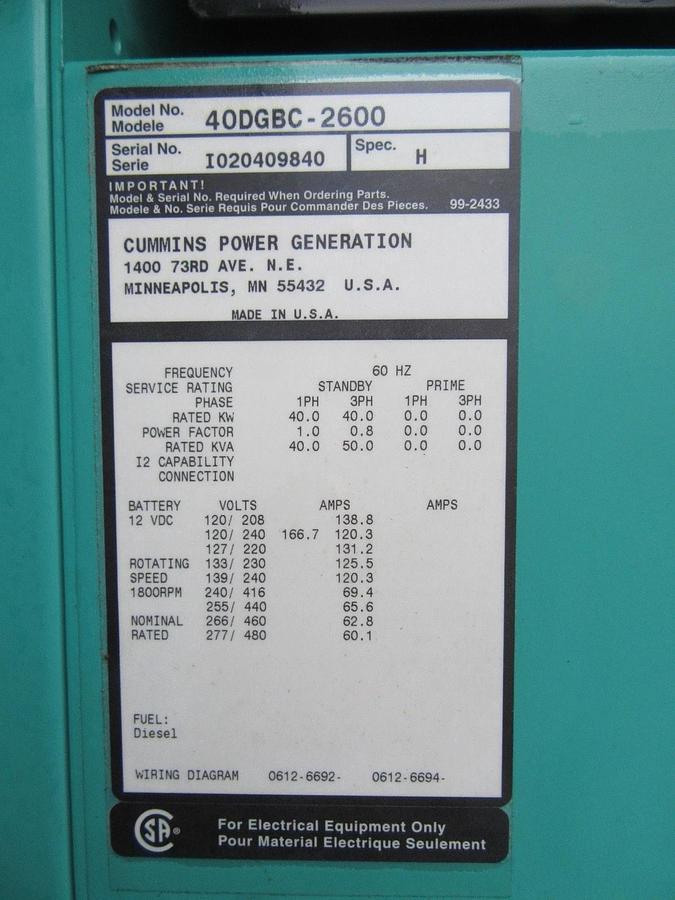 Model No.
Modele
40DGBC-2600
Serial No.
Serie
I020409840
Spec.
H
IMPORTANT!
Model & Serial No. Required When Ordering Parts.
Modele & No. Serie Requis Pour Commander Des Pieces. 99-2433
CUMMINS POWER GENERATION
1400 73RD AVE. N.E.
MINNEAPOLIS, MN 55432 U.S.A.
MADE IN U.S.A.
FREQUENCY 60 HZ
SERVICE RATING STANDBY PRIME
PHASE 1PH 3PH 1PH 3PH
RATED KW 40.0 40.0 0.0 0.0
POWER FACTOR 1.0 0.8 0.0 0.0
RATED KVA 40.0 50.0 0.0 0.0
I2 CAPABILITY
CONNECTION
BATTERY VOLTS AMPS AMPS
12 VDC 120/ 208 138.8
120/ 240 166.7 120.3
127/ 220 131.2
ROTATING 133/ 230 125.5
SPEED 139/ 240 120.3
1800RPM 240/ 416 69.4
255/ 440 65.6
NOMINAL 266/ 460 62.8
RATED 277/ 480 60.1
FUEL:
Diesel
WIRING DIAGRAM 0612-6692- 0612-6694-
SA ®
For Electrical Equipment Only
Pour Material Electrique Seulement